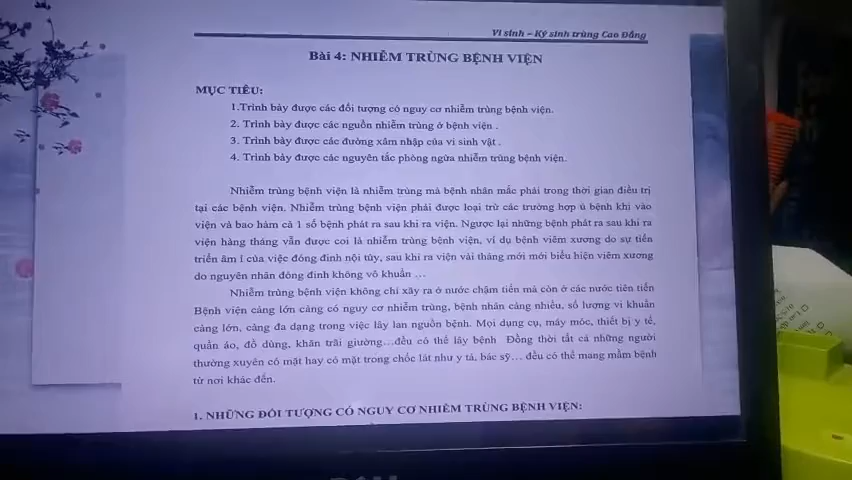 Vi sinh – Ký sinh trùng Cao Đẳng
Bài 4: NHIỄM TRÙNG BỆNH VIỆN
MỤC TIÊU:
1.Trình bày được các đối tượng có nguy cơ nhiễm trùng bệnh viện.
2. Trình bày được các nguồn nhiễm trùng ở bệnh viện .
3. Trình bày được các đường xâm nhập của vi sinh vật .
4. Trình bày được các nguyên tắc phòng ngừa nhiễm trùng bệnh viện.
Nhiễm trùng bệnh viện là nhiễm trùng mà bệnh nhân mắc phải trong thời gian điều trị
tại các bệnh viện. Nhiễm trùng bệnh viện phải được loại trừ các trường hợp ủ bệnh khi vào
viện và bao hàm cả 1 số bệnh phát ra sau khi ra viện. Ngược lại những bệnh phát ra sau khi ra
viện hàng tháng vẫn được coi là nhiễm trùng bệnh viện, ví dụ bệnh viêm xương do sự tiến
triển âm ỉ của việc đóng đinh nội tủy, sau khi ra viện vài tháng mới mới biểu hiện viêm xương
do nguyên nhân đóng đinh không vô khuẩn ...
Nhiễm trùng bệnh viện không chỉ xảy ra ở nước chậm tiến mà còn ở các nước tiên tiến
Bệnh viện càng lớn càng có nguy cơ nhiễm trùng, bệnh nhân càng nhiều, số lượng vi khuẩn
càng lớn, càng đa dạng trong việc lây lan nguồn bệnh. Mọi dụng cụ, máy móc, thiết bị y tế,
quần áo, đồ dùng, khăn trãi giường...đều có thể lây bệnh Đồng thời tất cả những người
thường xuyên có mặt hay có mặt trong chốc lát như y tá, bác sỹ... đều có thể mang mầm bệnh
từ nơi khác đến.
1. NHỮNG ĐỐI TƯỢNG CÓ NGUY CƠ NHIỄM TRÙNG BỆNH VIỆN: